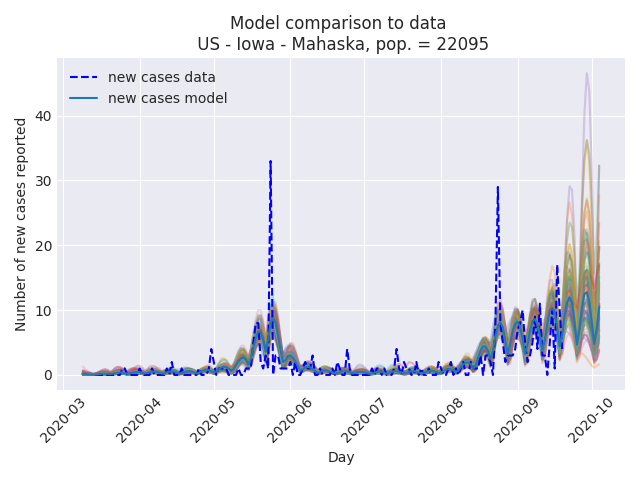 Model comparison to data
US - Iowa - Mahaska, pop. = 22095
new cases data
new cases model
Number of new cases reported
40
30
20
10
0
2020-03
2020-04
2020-05
2020-06
2020-07
2020-08
2020-09
2020-10
Day